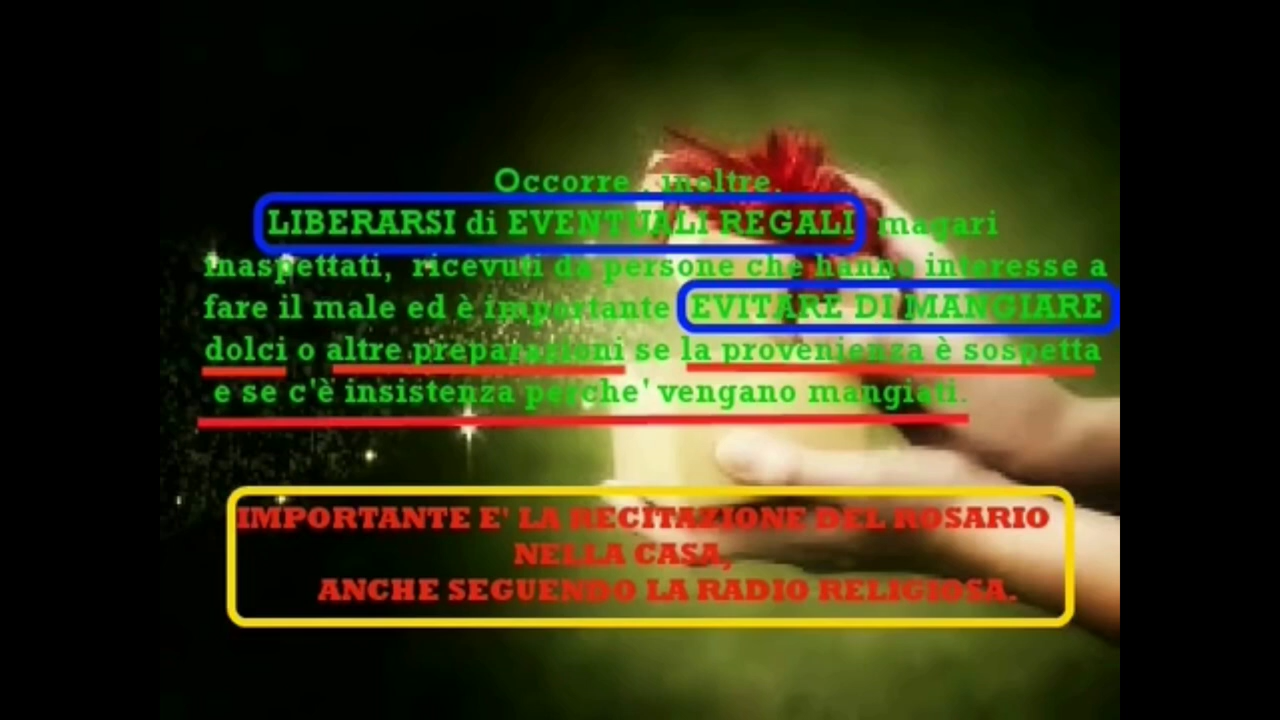 Occorre , inoltre,
LIBERARSI di EVENTUALI REGALI magari
inaspettati, ricevuti da persone che hanno interesse a
fare il male ed è importante EVITARE DI MANGIARE
dolci o altre preparazioni se la provenienza è sospetta
e se c'è insistenza perche' vengano mangiati.
IMPORTANTE E' LA RECITAZIONE DEL ROSARIO
NELLA CASA,
ANCHE SEGUENDO LA RADIO RELIGIOSA.